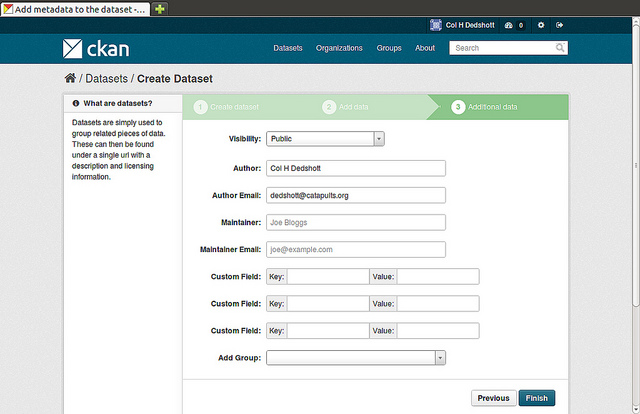 Add metadata to the dataset -...
Col H Dedshott 0
ckan
Datasets Organizations Groups About Search
/ Datasets / Create Dataset
What are datasets?
Datasets are simply used to
group related pieces of data.
These can then be found
under a single url with a
description and licensing
information.
1 Create dataset 2 Add data 3 Additional data
Visibility: Public
Author: Col H Dedshott
Author Email: dedshott@catapults.org
Maintainer: Joe Bloggs
Maintainer Email: joe@example.com
Custom Field: Key: Value:
Custom Field: Key: Value:
Custom Field: Key: Value:
Add Group:
Previous Finish